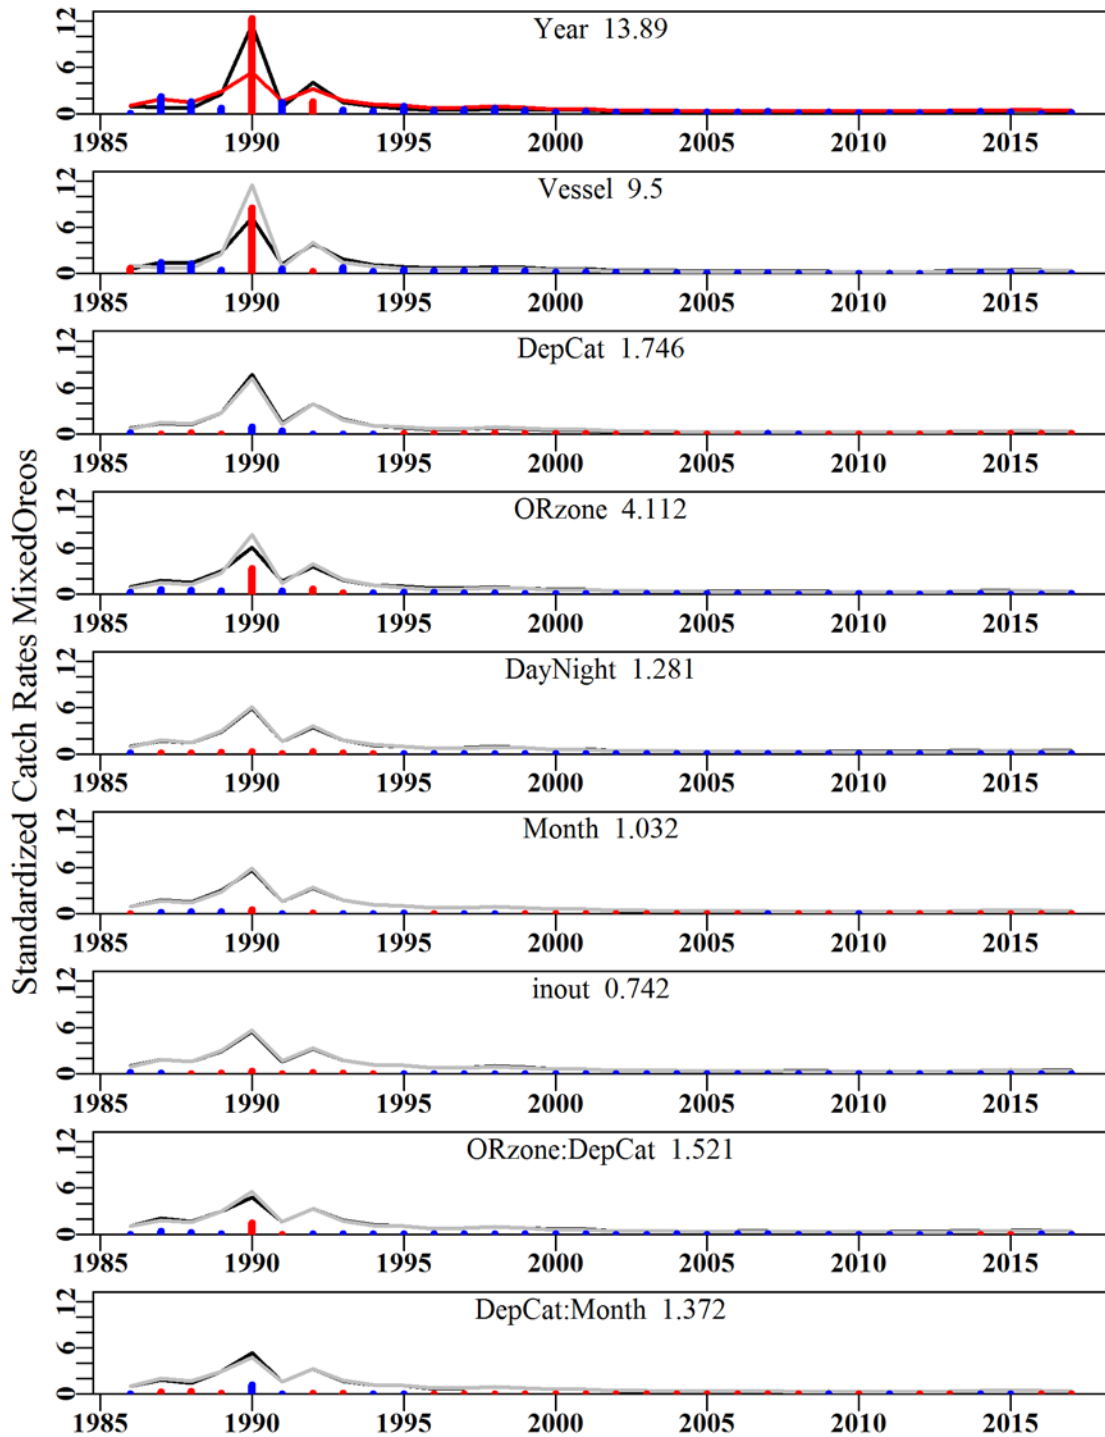 Standardized Catch Rates MixedOreos
Year 13.89
0 6 12
1985 1990 1995 2000 2005 2010 2015
Vessel 9.5
0 6 12
1985 1990 1995 2000 2005 2010 2015
DepCat 1.746
0 6 12
1985 1990 1995 2000 2005 2010 2015
ORzone 4.112
0 6 12
1985 1990 1995 2000 2005 2010 2015
DayNight 1.281
0 6 12
1985 1990 1995 2000 2005 2010 2015
Month 1.032
0 6 12
1985 1990 1995 2000 2005 2010 2015
inout 0.742
0 6 12
1985 1990 1995 2000 2005 2010 2015
ORzone:DepCat 1.521
0 6 12
1985 1990 1995 2000 2005 2010 2015
DepCat:Month 1.372
0 6 12
1985 1990 1995 2000 2005 2010 2015